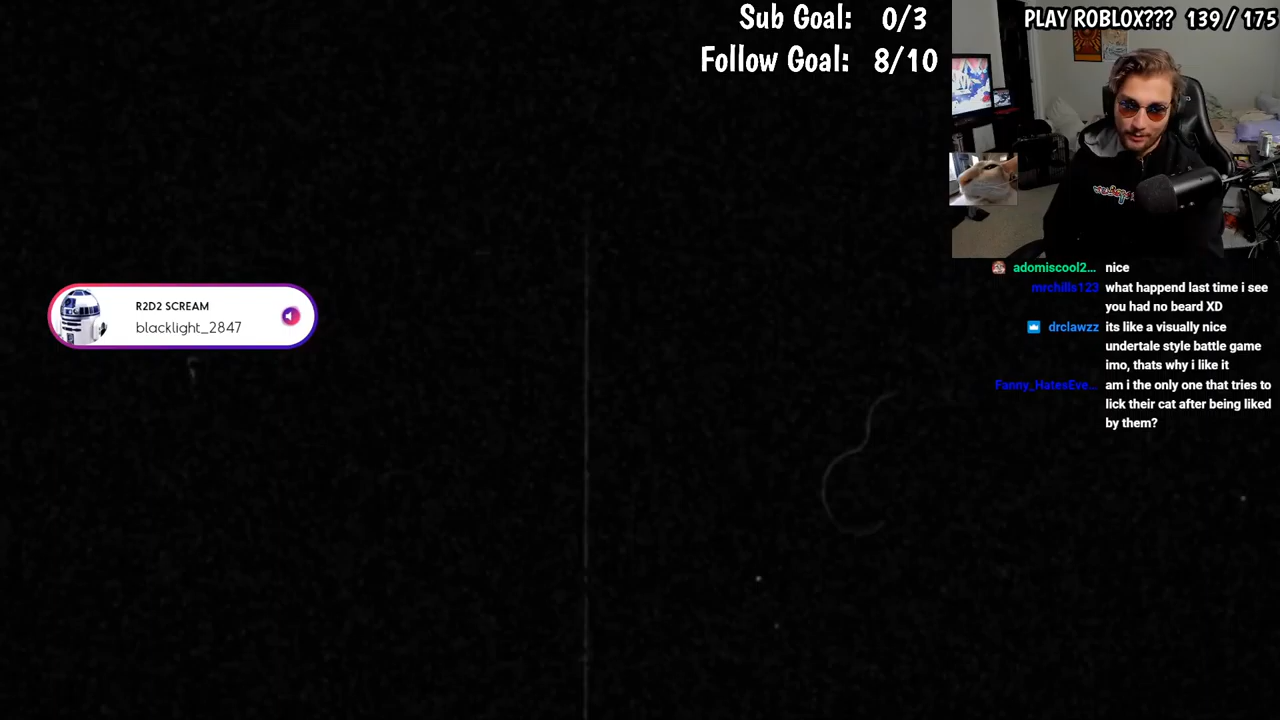 Sub Goal: 0/3
Follow Goal: 8/10
PLAY ROBLOX??? 139 / 175
R2D2 SCREAM
blacklight_2847
adomiscool2... nice
mrchills123 what happend last time i see
you had no beard XD
drclawzz its like a visually nice
undertale style battle game
imo, thats why i like it
Fanny_HatesEve... am i the only one that tries to
lick their cat after being liked
by them?